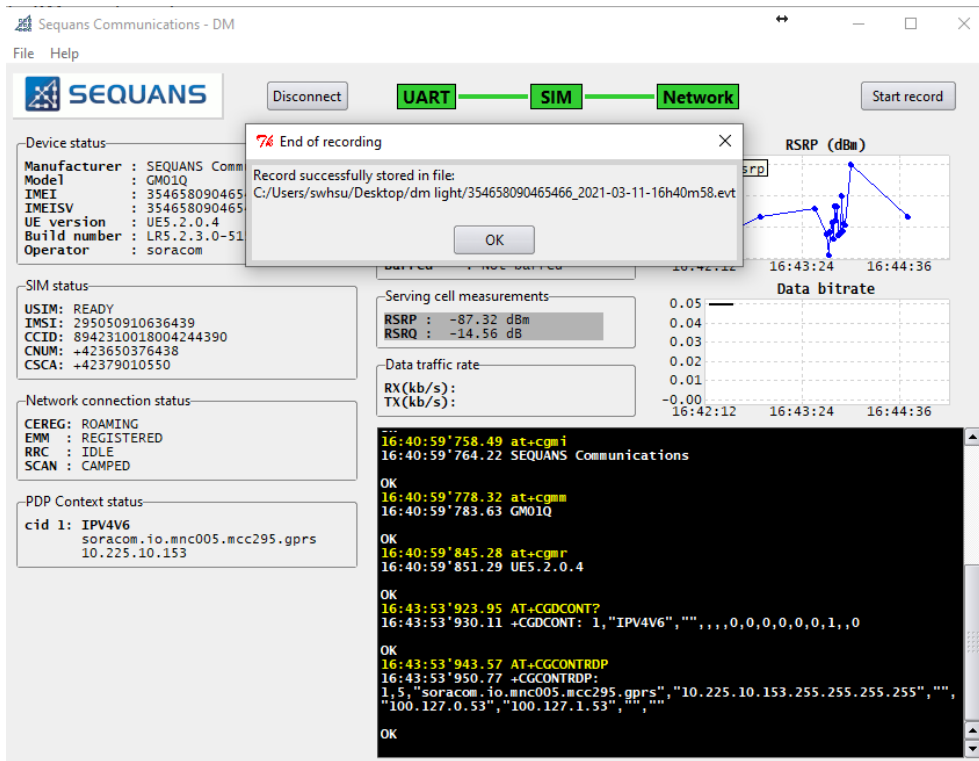 Sequans Communications - DM
File Help
SEQUANS
Disconnect
UART
SIM
Network
Start record
End of recording
Record successfully stored in file:
C:/Users/swhsu/Desktop/dm light/354658090465466_2021-03-11-16h40m58.evt
OK
Device status
Manufacturer : SEQUANS Comm
Model : GM01Q
IMEI : 354658090465
IMEISV : 354658090465
UE version : UE5.2.0.4
Build number : LR5.2.3.0-51
Operator : soracom
SIM status
USIM: READY
IMSI: 295050910636439
CCID: 8942310018004244390
CNUM: +423650376438
CSCA: +42379010550
Network connection status
CEREG: ROAMING
EMM : REGISTERED
RRC : IDLE
SCAN : CAMPED
PDP Context status
cid 1: IPV4V6
soracom.io.mnc005.mcc295.gprs
10.225.10.153
Barred : Not barred
Serving cell measurements
RSRP : -87.32 dBm
RSRQ : -14.56 dB
Data traffic rate
RX(kb/s):
TX(kb/s):
RSRP (dBm)
srp
16:42:12 16:43:24 16:44:36
Data bitrate
0.05
0.04
0.03
0.02
0.01
-0.00
16:42:12 16:43:24 16:44:36
16:40:59'758.49 at+cgmi
16:40:59'764.22 SEQUANS Communications
OK
16:40:59'778.32 at+cgmm
16:40:59'783.63 GM01Q
OK
16:40:59'845.28 at+cgmr
16:40:59'851.29 UE5.2.0.4
OK
16:43:53'923.95 AT+CGDCONT?
16:43:53'930.11 +CGDCONT: 1,"IPV4V6","",,,,0,0,0,0,0,0,1,,0
OK
16:43:53'943.57 AT+CGCONTRDP
16:43:53'950.77 +CGCONTRDP:
1,5,"soracom.io.mnc005.mcc295.gprs","10.225.10.153.255.255.255.255","",
"100.127.0.53","100.127.1.53","",""
OK